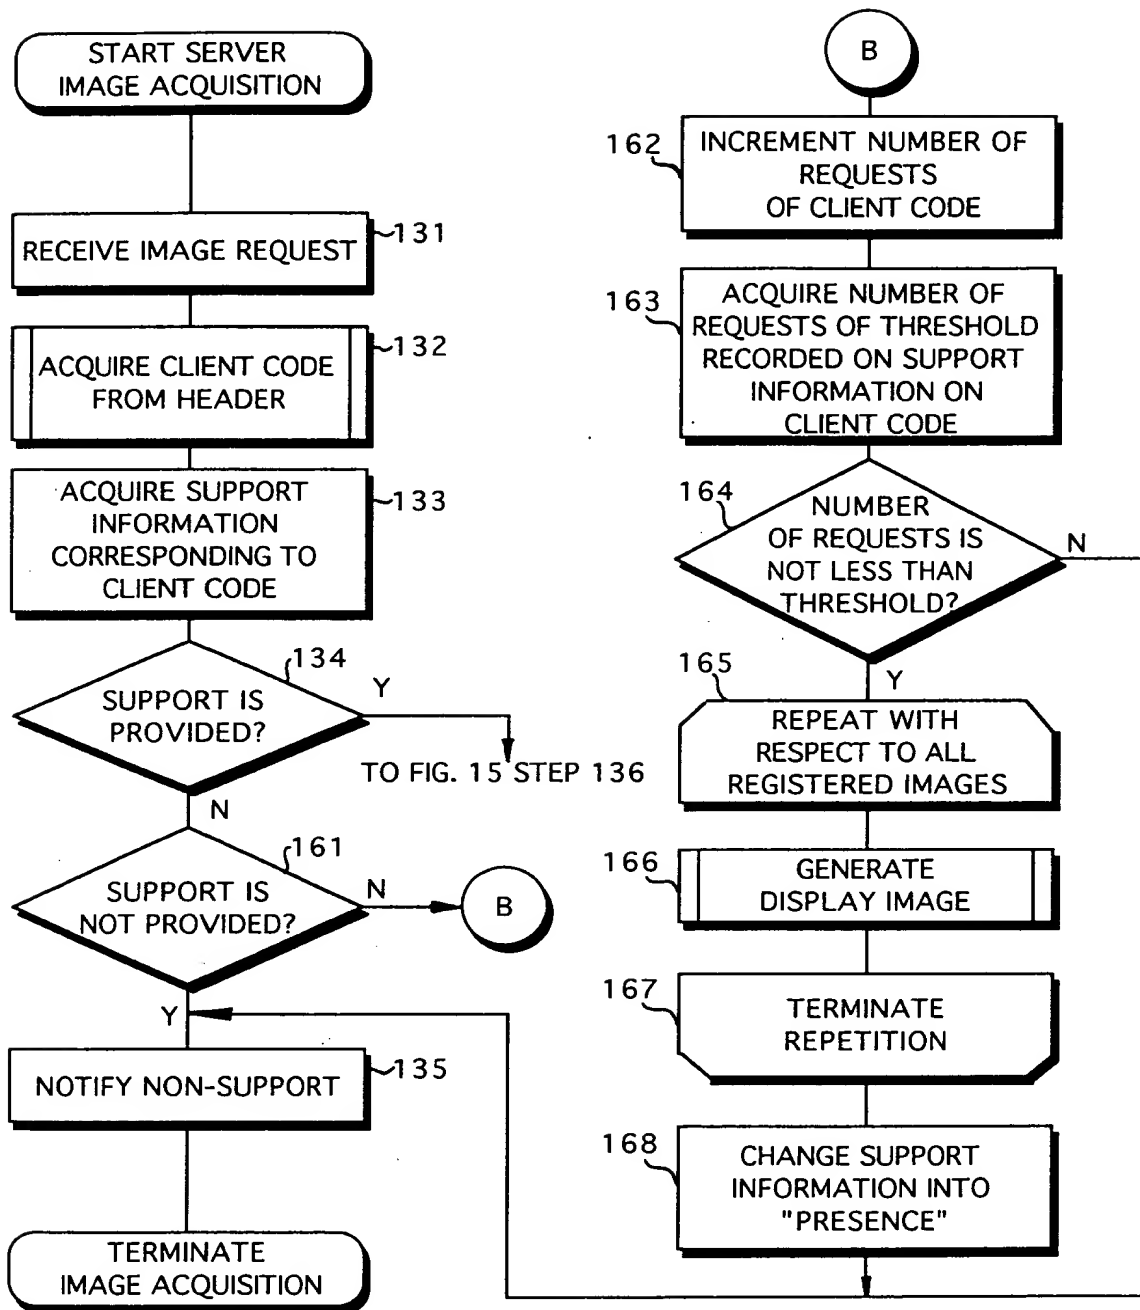 START SERVER
IMAGE ACQUISITION
RECEIVE IMAGE REQUEST
131
ACQUIRE CLIENT CODE
FROM HEADER
132
ACQUIRE SUPPORT
INFORMATION
CORRESPONDING TO
CLIENT CODE
133
134
SUPPORT IS
PROVIDED?
Y
TO FIG. 15 STEP 136
N
161
SUPPORT IS
NOT PROVIDED?
N
B
Y
NOTIFY NON-SUPPORT
135
TERMINATE
IMAGE ACQUISITION
B
162
INCREMENT NUMBER OF
REQUESTS
OF CLIENT CODE
163
ACQUIRE NUMBER OF
REQUESTS OF THRESHOLD
RECORDED ON SUPPORT
INFORMATION ON
CLIENT CODE
164
NUMBER
OF REQUESTS IS
NOT LESS THAN
THRESHOLD?
N
Y
165
REPEAT WITH
RESPECT TO ALL
REGISTERED IMAGES
166
GENERATE
DISPLAY IMAGE
167
TERMINATE
REPETITION
168
CHANGE SUPPORT
INFORMATION INTO
"PRESENCE"